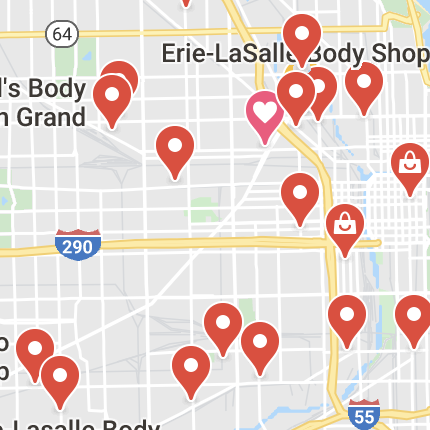 64
Erie-LaSalle Body Shop
l's Body
n Grand
290
o
p
-Lasalle Body
55